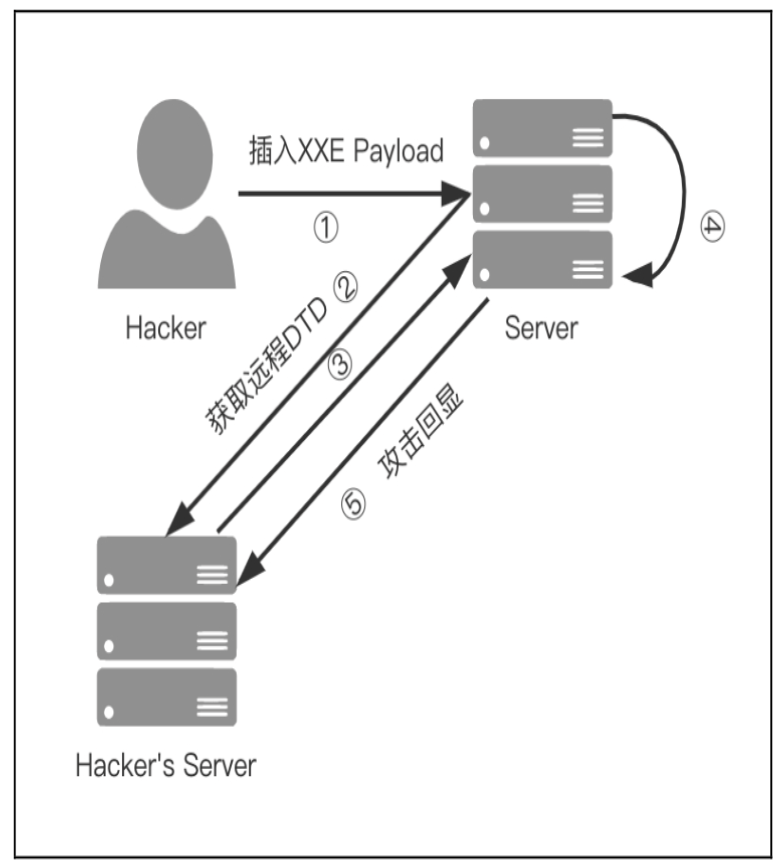 插入XXE Payload
①
④
Hacker
Server
②
获取远程DTD
③
攻击回显
⑤
Hacker's Server